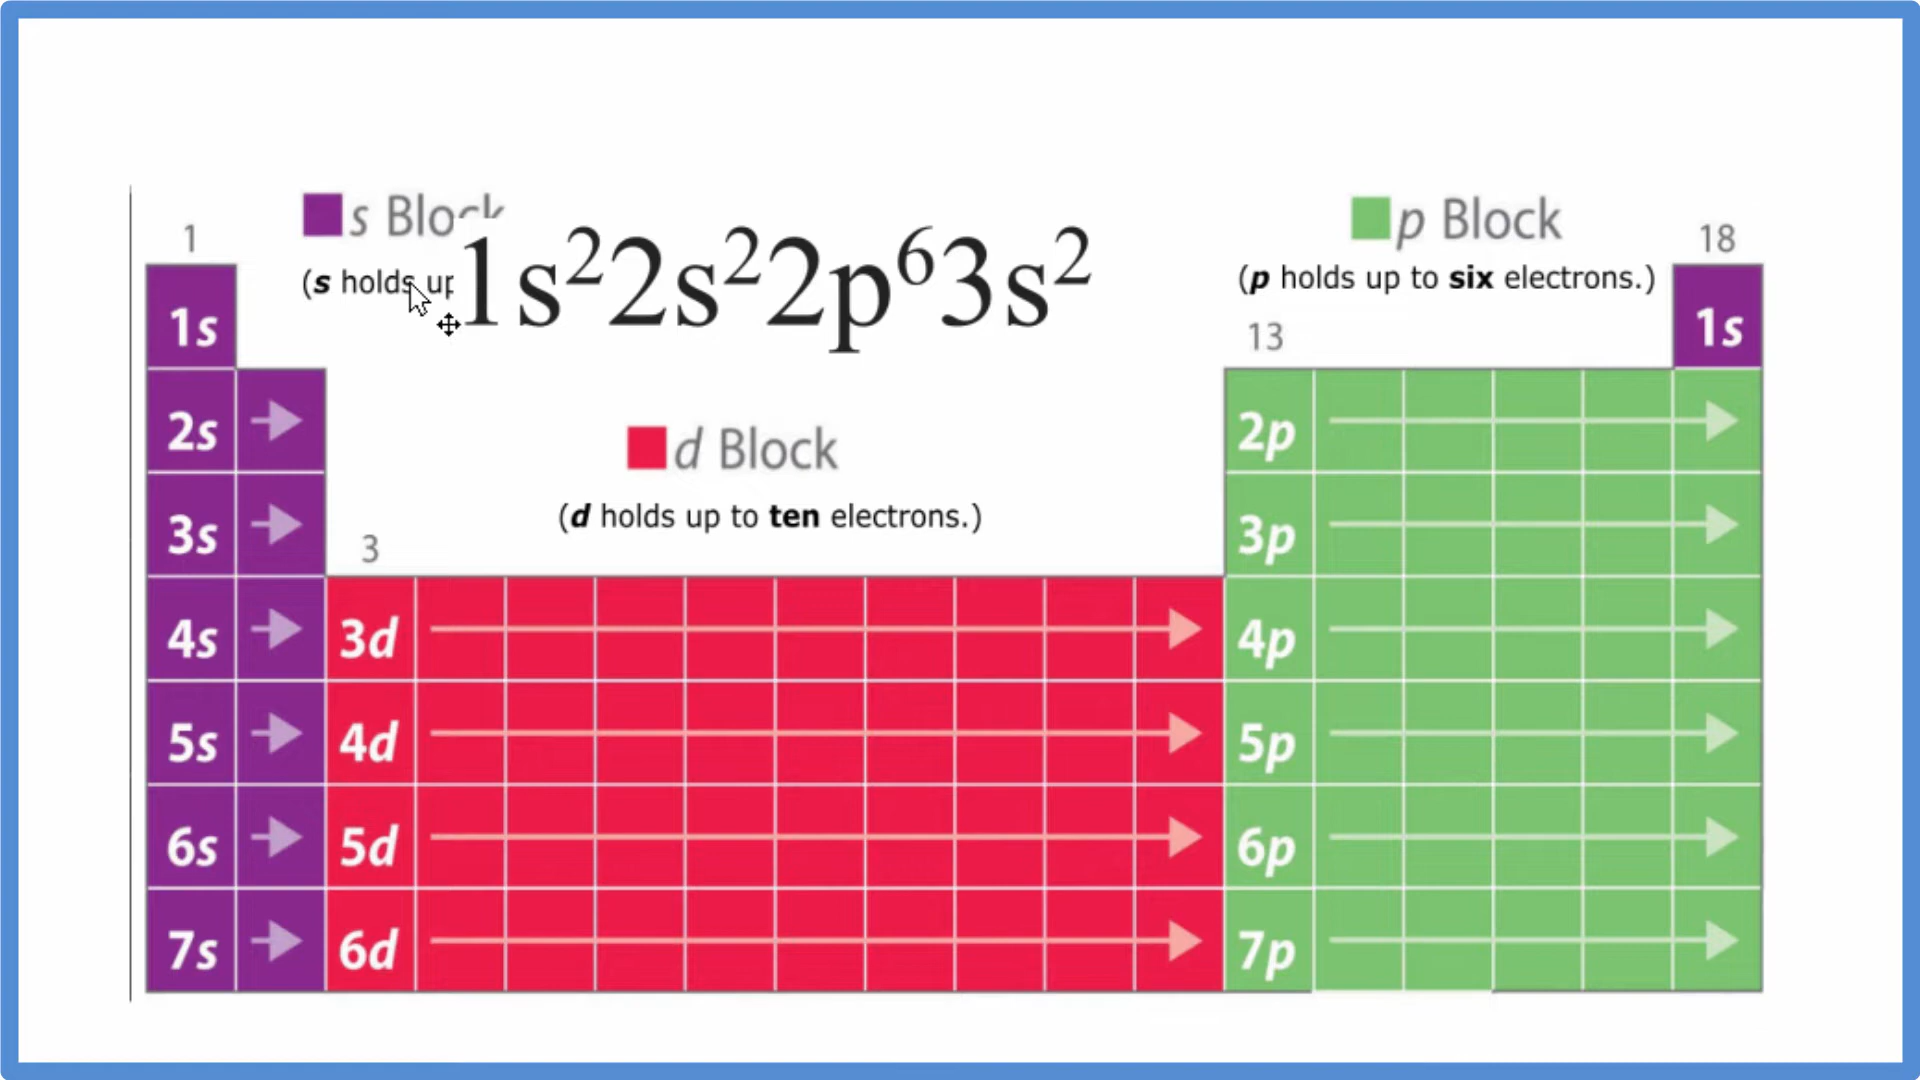 s Block
p Block
1
18
1s²2s²2p⁶3s²
(s holds up
(p holds up to six electrons.)
13
1s
1s
2s
2p
d Block
(d holds up to ten electrons.)
3s
3p
3
4s
3d
4p
5s
4d
5p
6s
5d
6p
7s
6d
7p